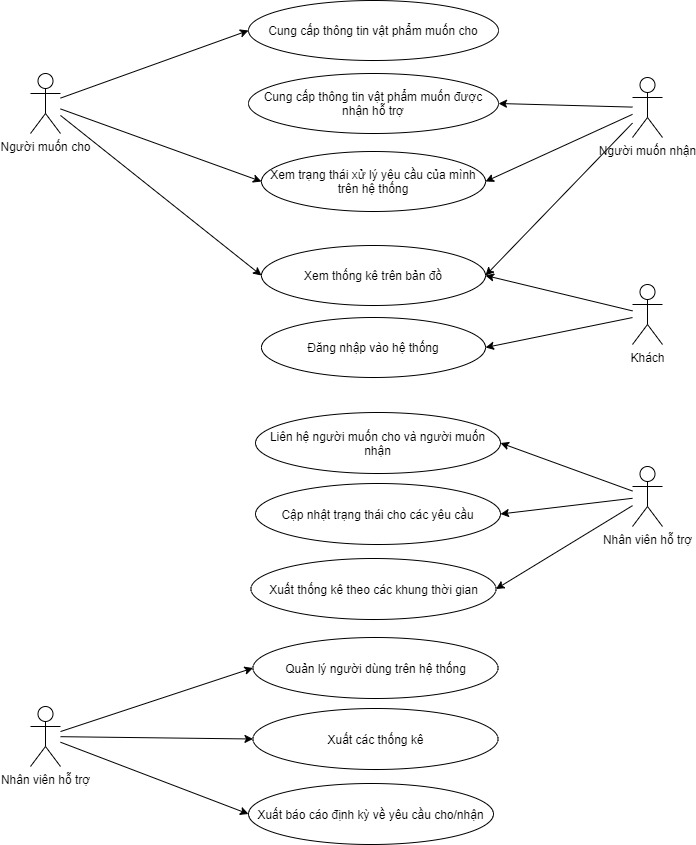 Cung cấp thông tin vật phẩm muốn cho
Người muốn cho
Cung cấp thông tin vật phẩm muốn được
nhận hỗ trợ
Người muốn nhận
Xem trạng thái xử lý yêu cầu của mình
trên hệ thống
Xem thống kê trên bản đồ
Đăng nhập vào hệ thống
Khách
Liên hệ người muốn cho và người muốn
nhận
Cập nhật trạng thái cho các yêu cầu
Nhân viên hỗ trợ
Xuất thống kê theo các khung thời gian
Quản lý người dùng trên hệ thống
Xuất các thống kê
Nhân viên hỗ trợ
Xuất báo cáo định kỳ về yêu cầu cho/nhận